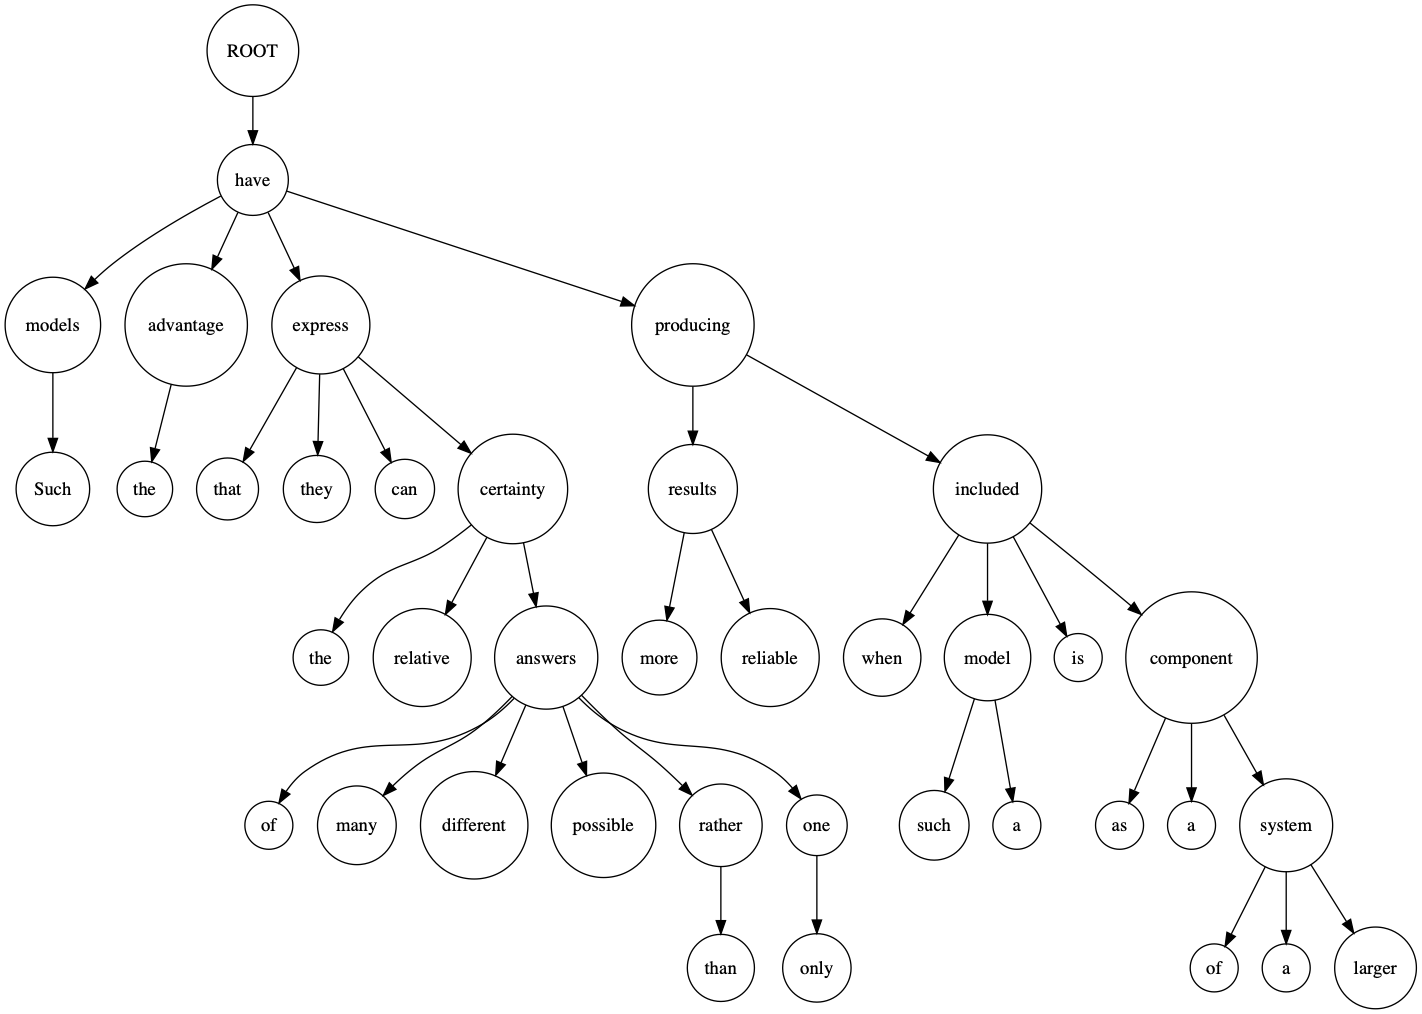 ROOT
have
models advantage express producing
Such the that they can certainty results included
the relative answers more reliable when model is component
of many different possible rather one such a as a system
than only of a larger